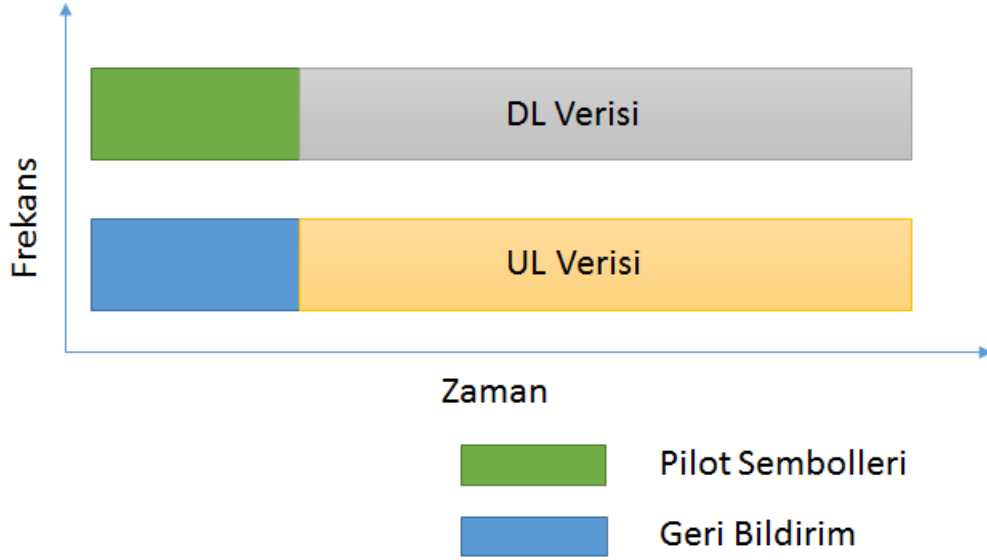 DL Verisi
Frekans
UL Verisi
Zaman
Pilot Sembolleri
Geri Bildirim